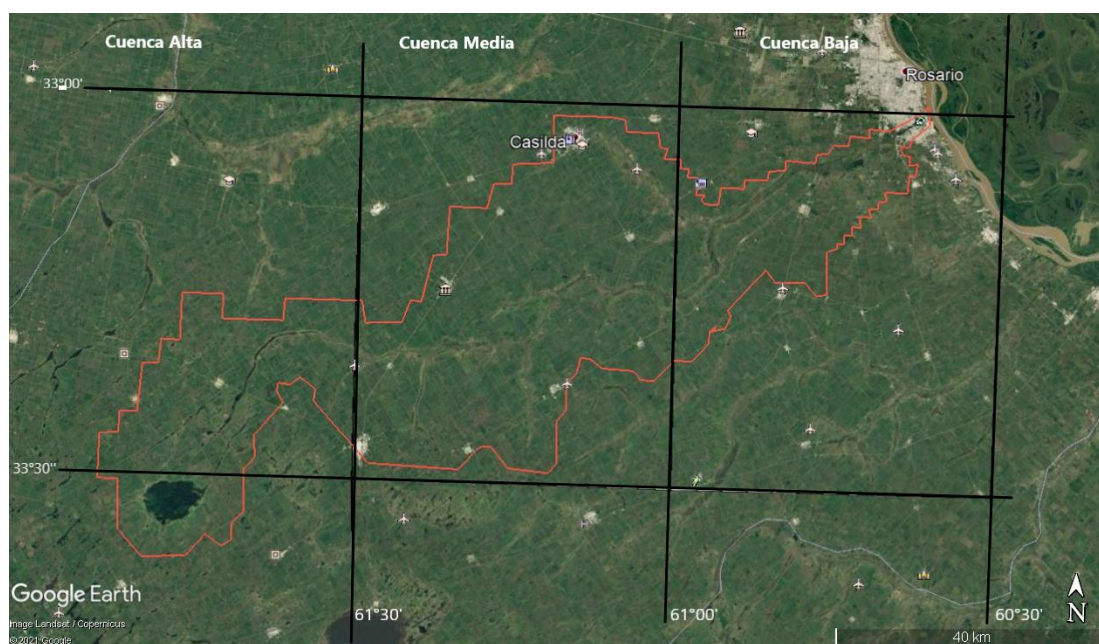 Cuenca Alta
Cuenca Media
Cuenca Baja
33°00'
Rosario
Casilda
33°30''
Google Earth
61°30'
61°00'
60°30'
N
Image Landsat / Copernicus
© 2021 Google
40 km